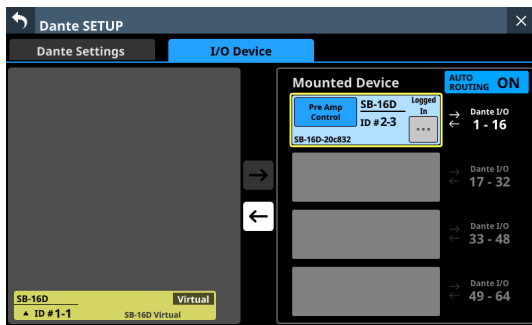 Dante SETUP
Dante Settings
I/O Device
Mounted Device
AUTO
ROUTING
ON
Pre Amp
Control
SB-16D
ID #2-3
Logged
In
...
SB-16D-20c832
Dante I/O
1 - 16
Dante I/O
17 - 32
Dante I/O
33 - 48
Dante I/O
49 - 64
SB-16D
Virtual
ID #1-1
SB-16D Virtual